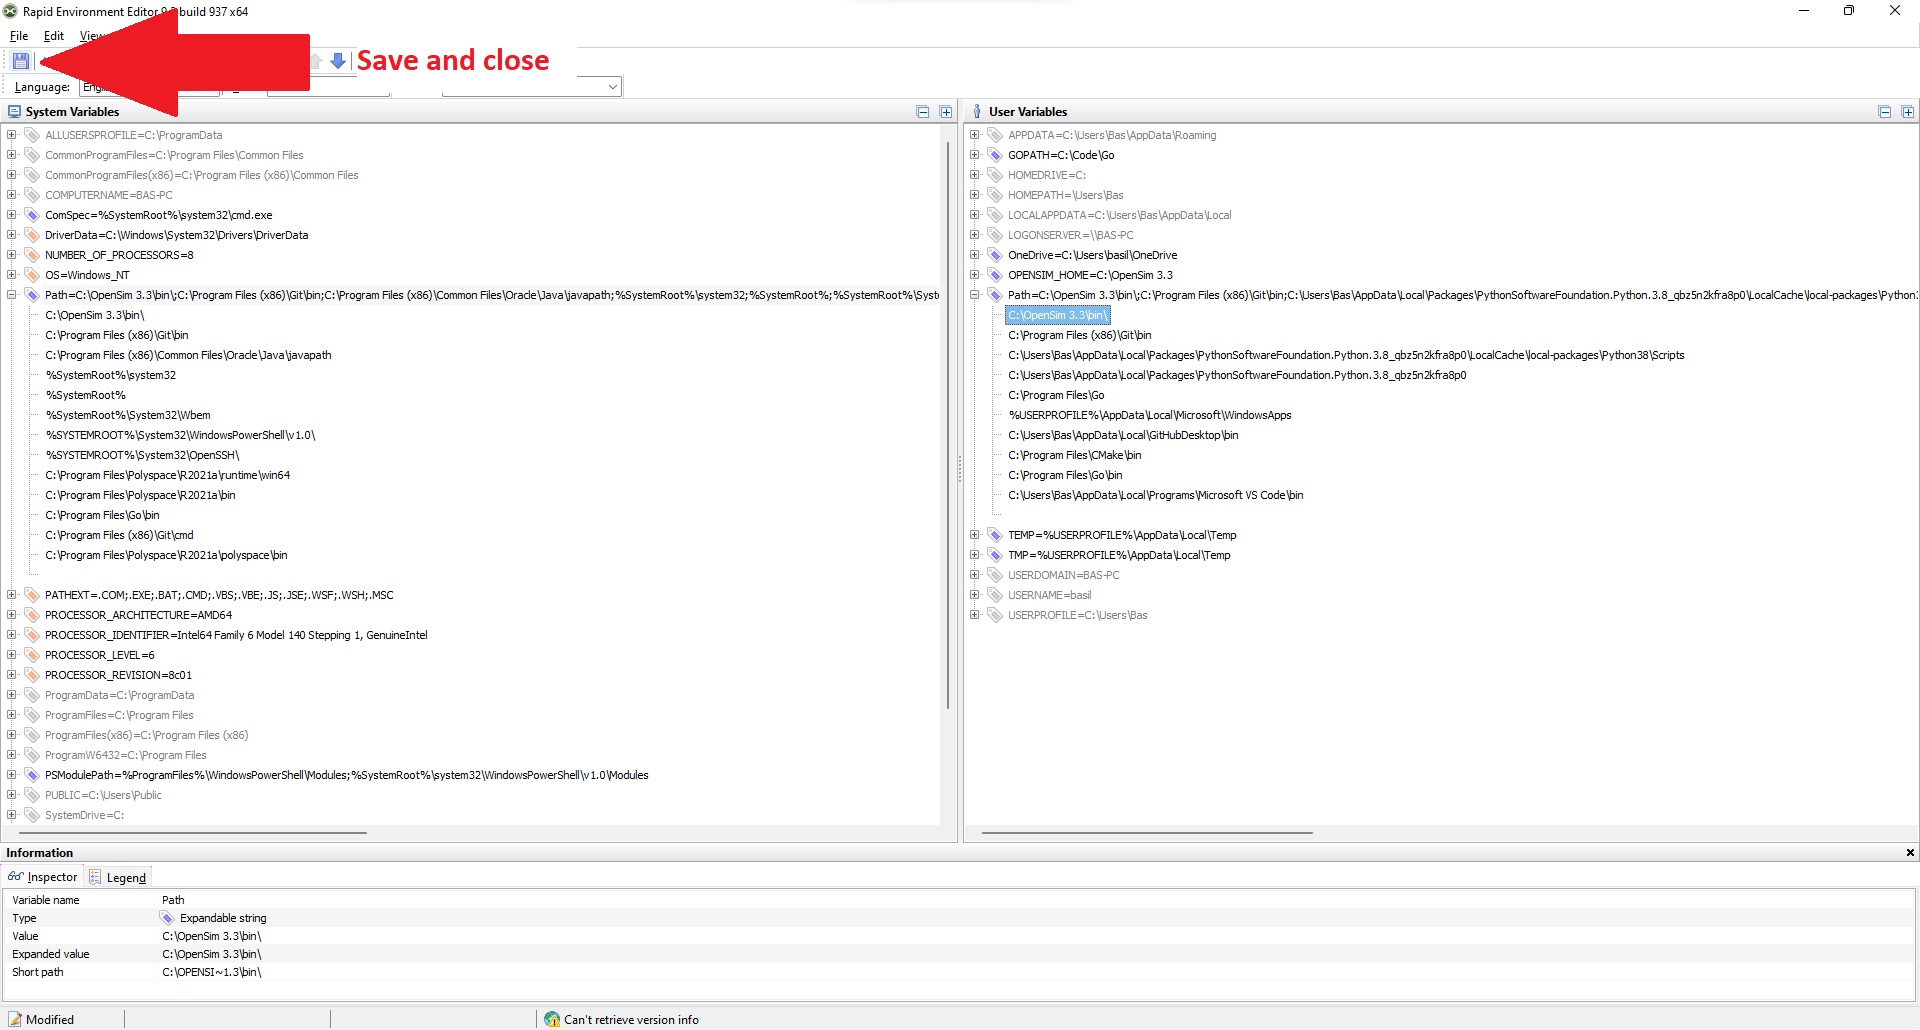 Rapid Environment Editor build 937 x64
File Edit View
Save and close
Language:
System Variables
ALLUSERSPROFILE=C:\ProgramData
CommonProgramFiles=C:\Program Files\Common Files
CommonProgramFiles(x86)=C:\Program Files (x86)\Common Files
COMPUTERNAME=BAS-PC
ComSpec=%SystemRoot%\system32\cmd.exe
DriverData=C:\Windows\System32\Drivers\DriverData
NUMBER_OF_PROCESSORS=8
OS=Windows_NT
Path=C:\OpenSim 3.3\bin\;C:\Program Files (x86)\Git\bin;C:\Program Files (x86)\Common Files\Oracle\Java\javapath;%SystemRoot%\system32;%SystemRoot%;%SystemRoot%\Syst
C:\OpenSim 3.3\bin\
C:\Program Files (x86)\Git\bin
C:\Program Files (x86)\Common Files\Oracle\Java\javapath
%SystemRoot%\system32
%SystemRoot%
%SystemRoot%\System32\Wbem
%SYSTEMROOT%\System32\WindowsPowerShell\v1.0\
%SYSTEMROOT%\System32\OpenSSH\
C:\Program Files\Polyspace\R2021a\runtime\win64
C:\Program Files\Polyspace\R2021a\bin
C:\Program Files\Go\bin
C:\Program Files (x86)\Git\cmd
C:\Program Files\Polyspace\R2021a\polyspace\bin
PATHEXT=.COM;.EXE;.BAT;.CMD;.VBS;.VBE;.JS;.JSE;.WSF;.WSH;.MSC
PROCESSOR_ARCHITECTURE=AMD64
PROCESSOR_IDENTIFIER=Intel64 Family 6 Model 140 Stepping 1, GenuineIntel
PROCESSOR_LEVEL=6
PROCESSOR_REVISION=8c01
ProgramData=C:\ProgramData
ProgramFiles=C:\Program Files
ProgramFiles(x86)=C:\Program Files (x86)
ProgramW6432=C:\Program Files
PSModulePath=%ProgramFiles%\WindowsPowerShell\Modules;%SystemRoot%\system32\WindowsPowerShell\v1.0\Modules
PUBLIC=C:\Users\Public
SystemDrive=C:
User Variables
APPDATA=C:\Users\Bas\AppData\Roaming
GOPATH=C:\Code\Go
HOMEDRIVE=C:
HOMEPATH=\Users\Bas
LOCALAPPDATA=C:\Users\Bas\AppData\Local
LOGONSERVER=\\BAS-PC
OneDrive=C:\Users\basil\OneDrive
OPENSIM_HOME=C:\OpenSim 3.3
Path=C:\OpenSim 3.3\bin\;C:\Program Files (x86)\Git\bin;C:\Users\Bas\AppData\Local\Packages\PythonSoftwareFoundation.Python.3.8_qbz5n2kfra8p0\LocalCache\local-packages\Python:
C:\OpenSim 3.3\bin\
C:\Program Files (x86)\Git\bin
C:\Users\Bas\AppData\Local\Packages\PythonSoftwareFoundation.Python.3.8_qbz5n2kfra8p0\LocalCache\local-packages\Python38\Scripts
C:\Users\Bas\AppData\Local\Packages\PythonSoftwareFoundation.Python.3.8_qbz5n2kfra8p0
C:\Program Files\Go
%USERPROFILE%\AppData\Local\Microsoft\WindowsApps
C:\Users\Bas\AppData\Local\GitHubDesktop\bin
C:\Program Files\CMake\bin
C:\Program Files\Go\bin
C:\Users\Bas\AppData\Local\Programs\Microsoft VS Code\bin
TEMP=%USERPROFILE%\AppData\Local\Temp
TMP=%USERPROFILE%\AppData\Local\Temp
USERDOMAIN=BAS-PC
USERNAME=basil
USERPROFILE=C:\Users\Bas
Information
Inspector Legend
Variable name Path
Type Expandable string
Value C:\OpenSim 3.3\bin\
Expanded value C:\OpenSim 3.3\bin\
Short path C:\OPENSI~1.3\bin\
Modified Can't retrieve version info